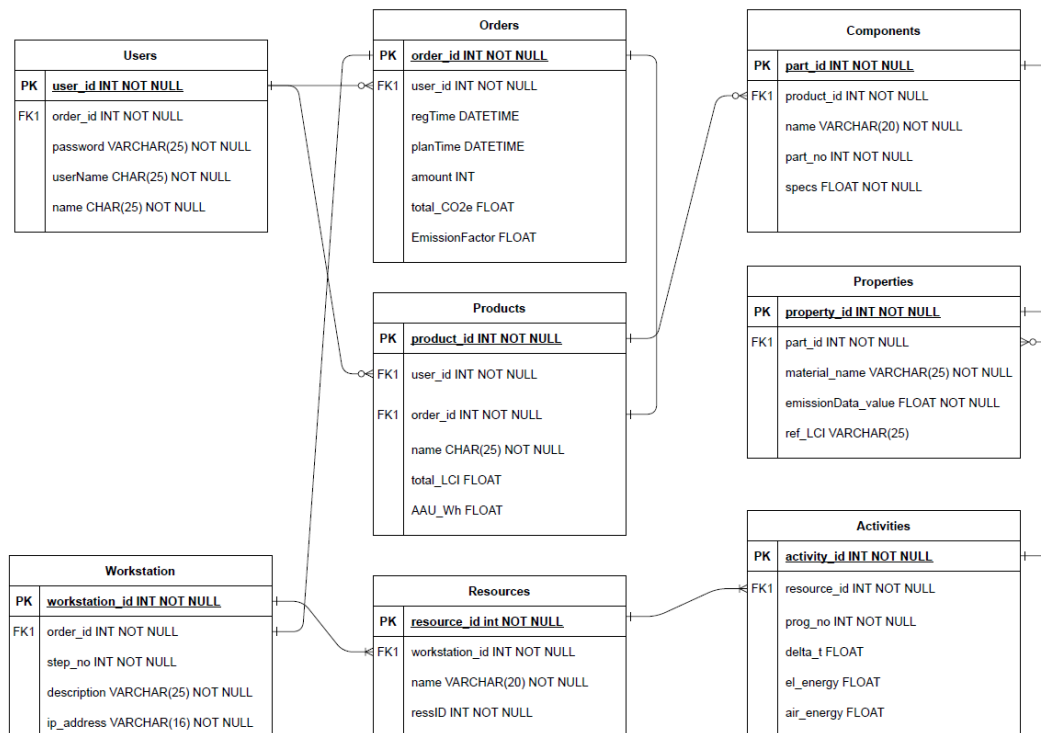 Users
PK user_id INT NOT NULL
FK1 order_id INT NOT NULL
password VARCHAR(25) NOT NULL
userName CHAR(25) NOT NULL
name CHAR(25) NOT NULL
Orders
PK order_id INT NOT NULL
FK1 user_id INT NOT NULL
regTime DATETIME
planTime DATETIME
amount INT
total_CO2e FLOAT
EmissionFactor FLOAT
Components
PK part_id INT NOT NULL
FK1 product_id INT NOT NULL
name VARCHAR(20) NOT NULL
part_no INT NOT NULL
specs FLOAT NOT NULL
Products
PK product_id INT NOT NULL
FK1 user_id INT NOT NULL
FK1 order_id INT NOT NULL
name CHAR(25) NOT NULL
total_LCI FLOAT
AAU_Wh FLOAT
Properties
PK property_id INT NOT NULL
FK1 part_id INT NOT NULL
material_name VARCHAR(25) NOT NULL
emissionData_value FLOAT NOT NULL
ref_LCI VARCHAR(25)
Workstation
PK workstation_id INT NOT NULL
FK1 order_id INT NOT NULL
step_no INT NOT NULL
description VARCHAR(25) NOT NULL
ip_address VARCHAR(16) NOT NULL
Resources
PK resource_id int NOT NULL
FK1 workstation_id INT NOT NULL
name VARCHAR(20) NOT NULL
ressID INT NOT NULL
Activities
PK activity_id INT NOT NULL
FK1 resource_id INT NOT NULL
prog_no INT NOT NULL
delta_t FLOAT
el_energy FLOAT
air_energy FLOAT